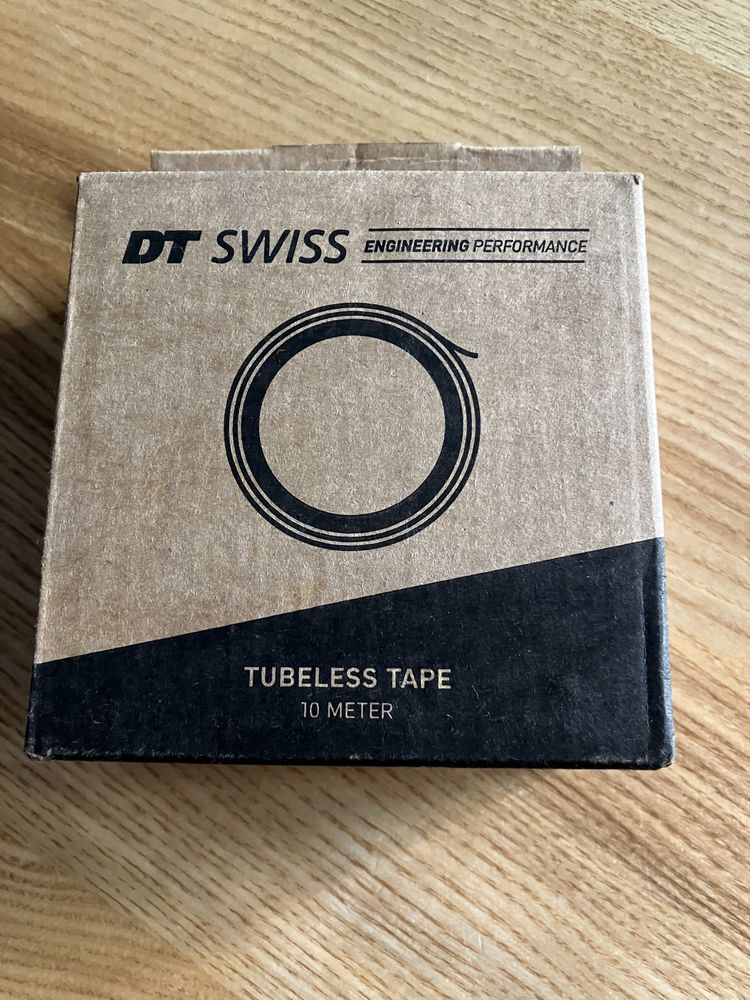 DT SWISS ENGINEERING PERFORMANCE
TUBELESS TAPE
10 METER